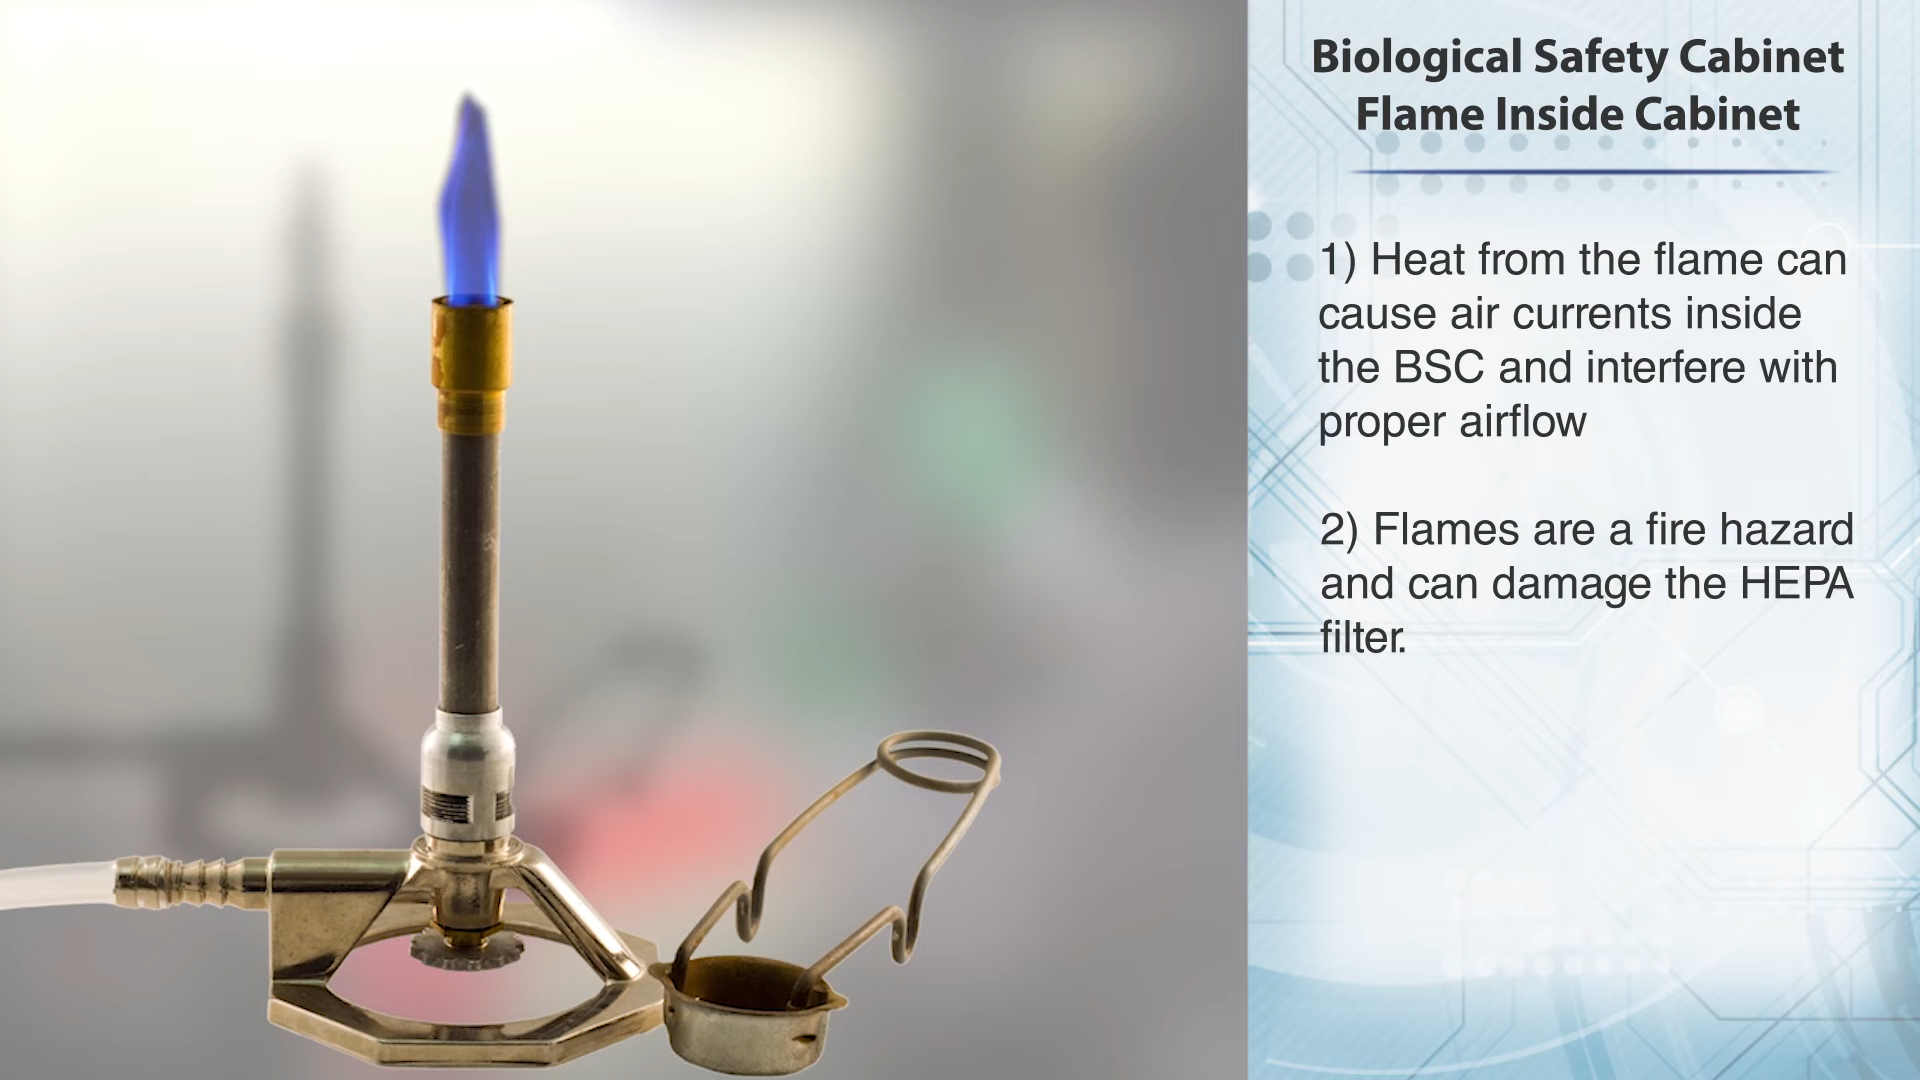 Biological Safety Cabinet
Flame Inside Cabinet
1) Heat from the flame can
cause air currents inside
the BSC and interfere with
proper airflow
2) Flames are a fire hazard
and can damage the HEPA
filter.